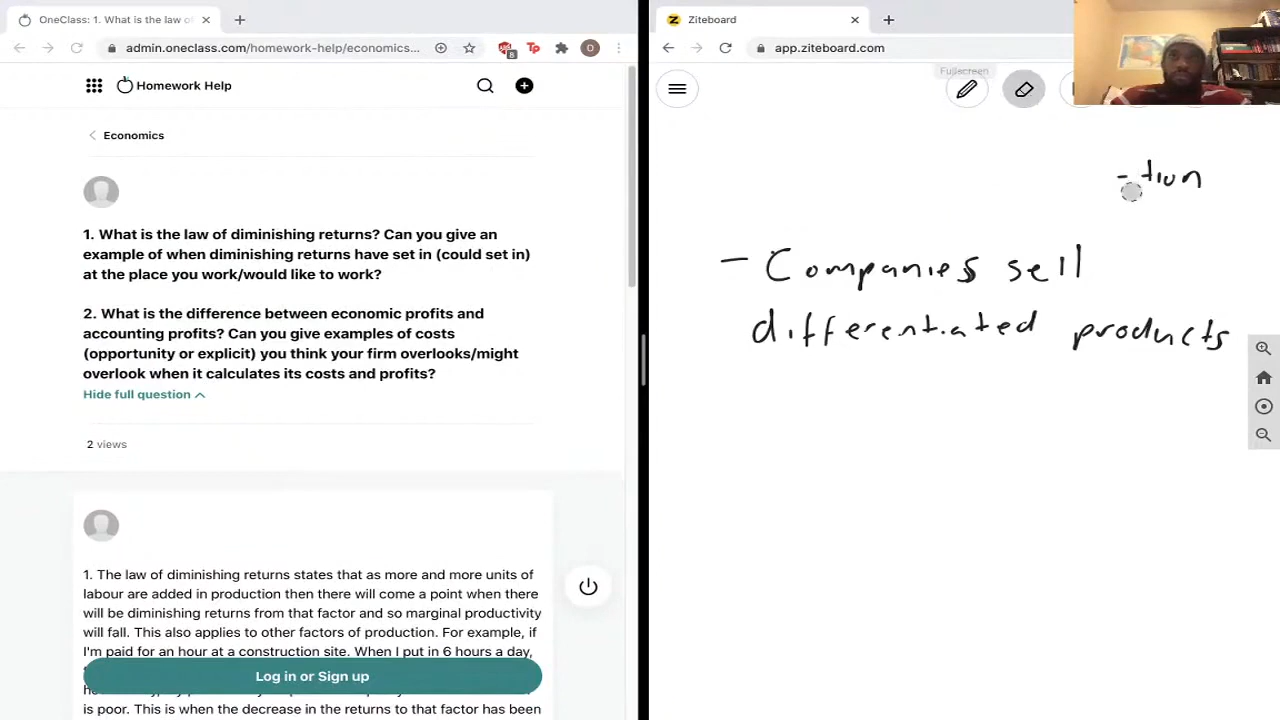 OneClass: 1. What is the law of
admin.oneclass.com/homework-help/economics...
8
Tp
O
Homework Help
Economics
1. What is the law of diminishing returns? Can you give an
example of when diminishing returns have set in (could set in)
at the place you work/would like to work?
2. What is the difference between economic profits and
accounting profits? Can you give examples of costs
(opportunity or explicit) you think your firm overlooks/might
overlook when it calculates its costs and profits?
Hide full question
2 views
1. The law of diminishing returns states that as more and more units of
labour are added in production then there will come a point when there
will be diminishing returns from that factor and so marginal productivity
will fall. This also applies to other factors of production. For example, if
I'm paid for an hour at a construction site. When I put in 6 hours a day,
Log in or Sign up
is poor. This is when the decrease in the returns to that factor has been
Ziteboard
app.ziteboard.com
Fullscreen
-tion
- Companies sell
differentiated products